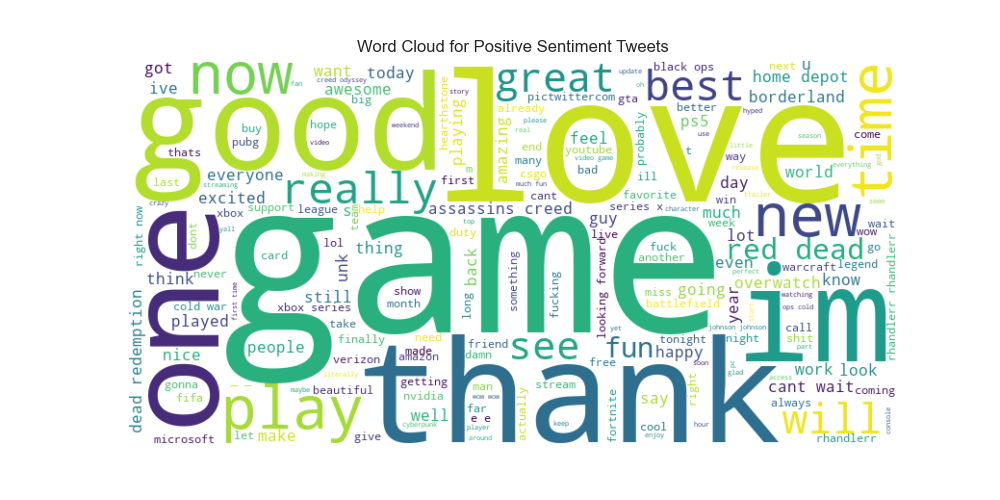 Word Cloud for Positive Sentiment Tweets
got
now
want
today
great
black ops
best
next
u
home depot
ive
awesome
big
creed odyssey
fan
story
update
oh
pictwittercom
gta
better
ps5
borderland
time
good
love
buy
hope
pubg
weekend
video
hearthstone
playing
already
please
real
amazing
feel
end
youtube
many
video game
csgo
bad
probably
hyped
use
t
way
season
come
little
god
everything
world
thats
everyone
last
streaming
making
really
m
first
much fun
cant
ill
favorite
release
day
win
trailer
seem
excited
crazy
xbox
support
league
s
help
team
assassins creed
guy
series x
character
much
week
new
right now
dont
yall
lol
thing
duty
top
live
lot
wait
wow
one
game
think
never
card
unk
back
long
something
fucking
looking forward
fuck
another
red dead
even
go
warcraft
legend
perfect
im
cold war
first time
still
show
month
miss
going
overwatch
know
year
battlefield
watching
ops cold
start
played
xbox series
take
need
yet
johnson johnson
call
shit
part
dead redemption
nice
people
finally
made
friend
see
fun
tonight
night
rhandlerr rhandlerr
verizon
amazon
damn
free
happy
pc
glad
soon
work
look
gonna
fifa
maybe
literally
beautiful
getting
nvidia
man
wow wow
stream
right
access
cant wait
coming
thank
play
well
far
e e
actually
fortnite
say
always
will
console
let
make
give
cyberpunk
player
around
keep
cool
enjoy
hour
microsoft
rhandlerr